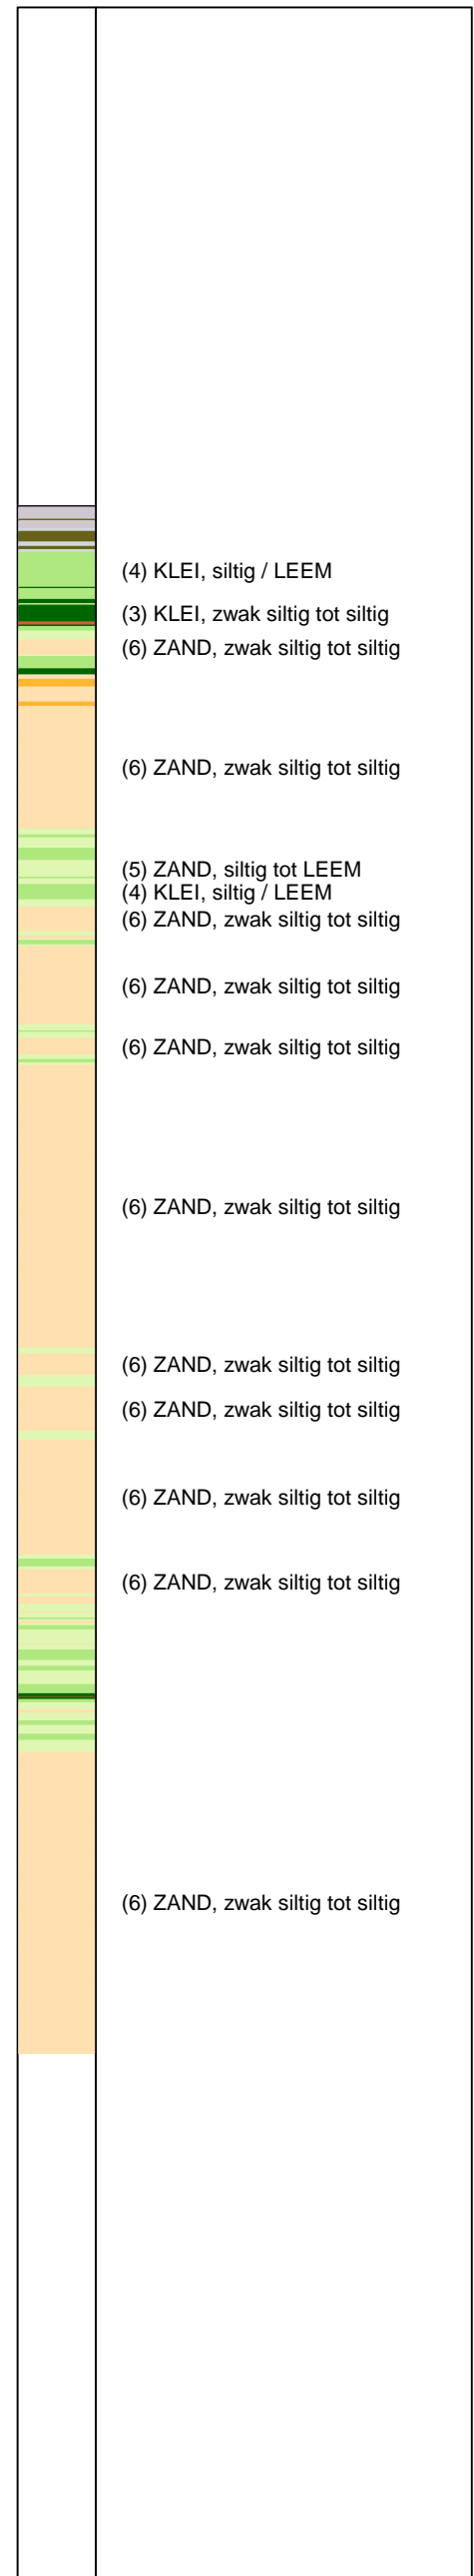 (4) KLEI, siltig / LEEM
(3) KLEI, zwak siltig tot siltig
(6) ZAND, zwak siltig tot siltig
(6) ZAND, zwak siltig tot siltig
(5) ZAND, siltig tot LEEM
(4) KLEI, siltig / LEEM
(6) ZAND, zwak siltig tot siltig
(6) ZAND, zwak siltig tot siltig
(6) ZAND, zwak siltig tot siltig
(6) ZAND, zwak siltig tot siltig
(6) ZAND, zwak siltig tot siltig
(6) ZAND, zwak siltig tot siltig
(6) ZAND, zwak siltig tot siltig
(6) ZAND, zwak siltig tot siltig
(6) ZAND, zwak siltig tot siltig